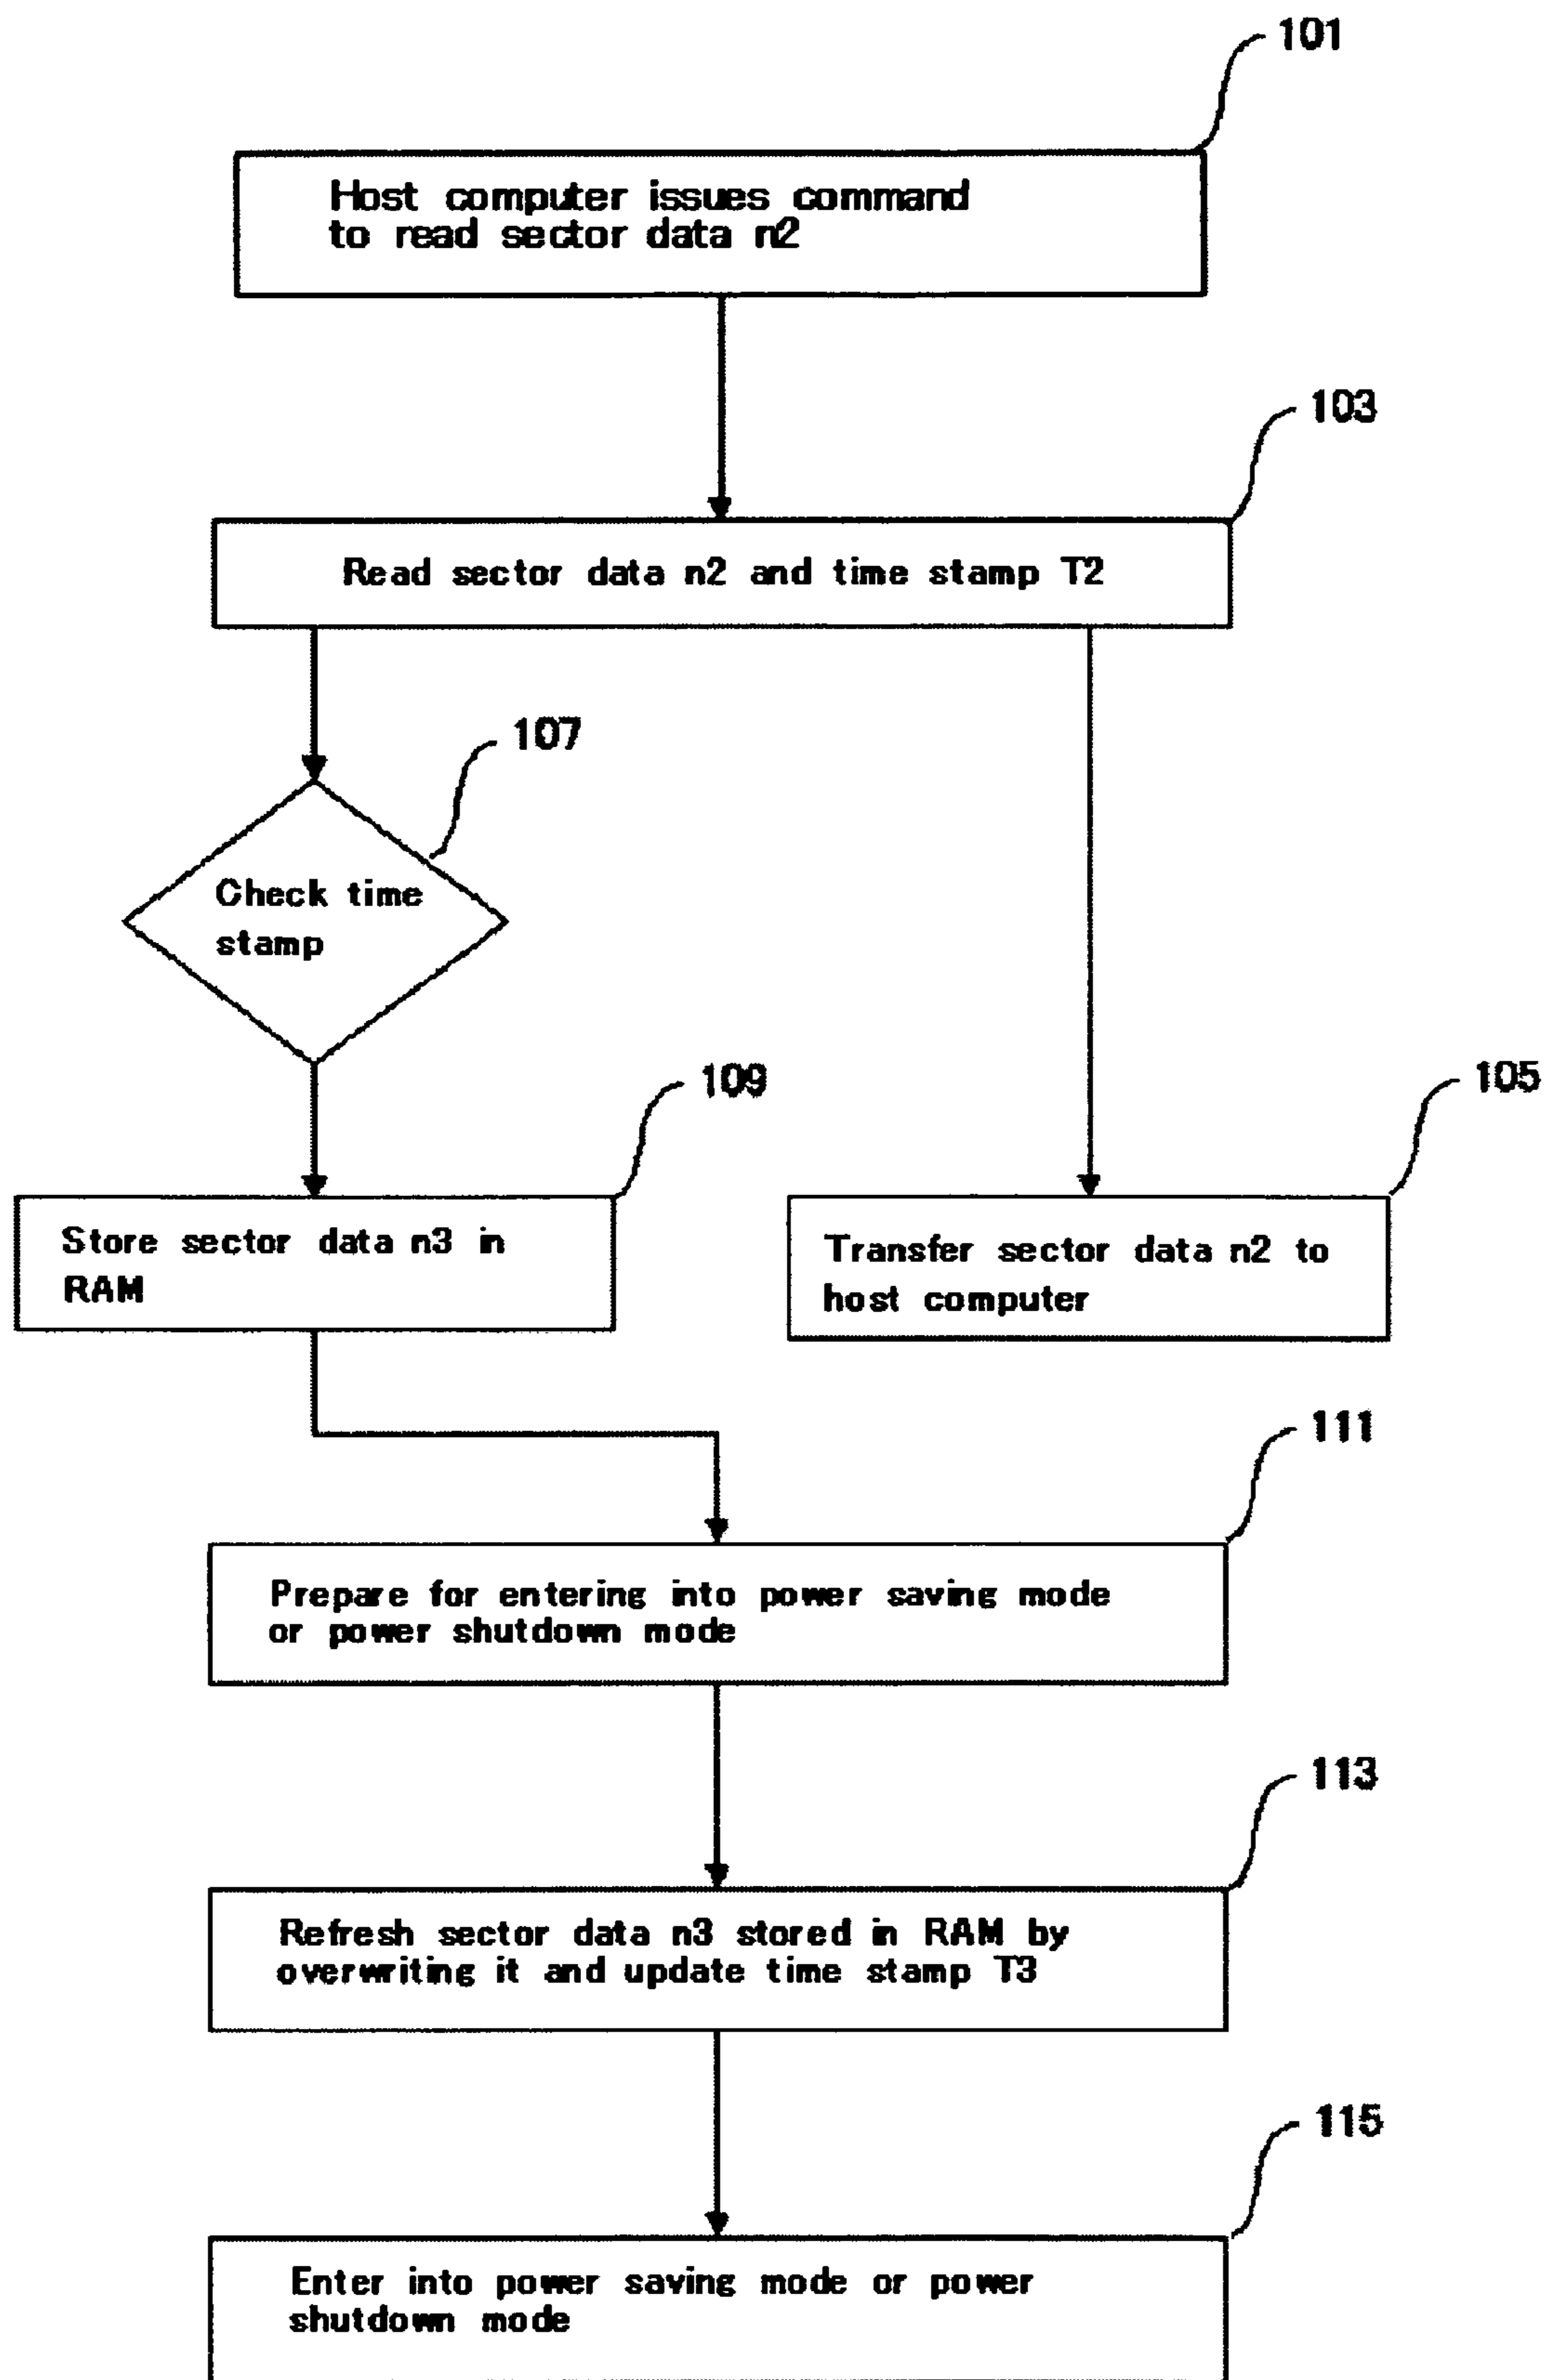 101
Host computer issues command
to read sector data n2
103
Read sector data n2 and time stamp T2
107
Check time
stamp
109
Store sector data n3 in
RAM
105
Transfer sector data n2 to
host computer
111
Prepare for entering into power saving mode
or power shutdown mode
113
Refresh sector data n3 stored in RAM by
overwriting it and update time stamp T3
115
Enter into power saving mode or power
shutdown mode